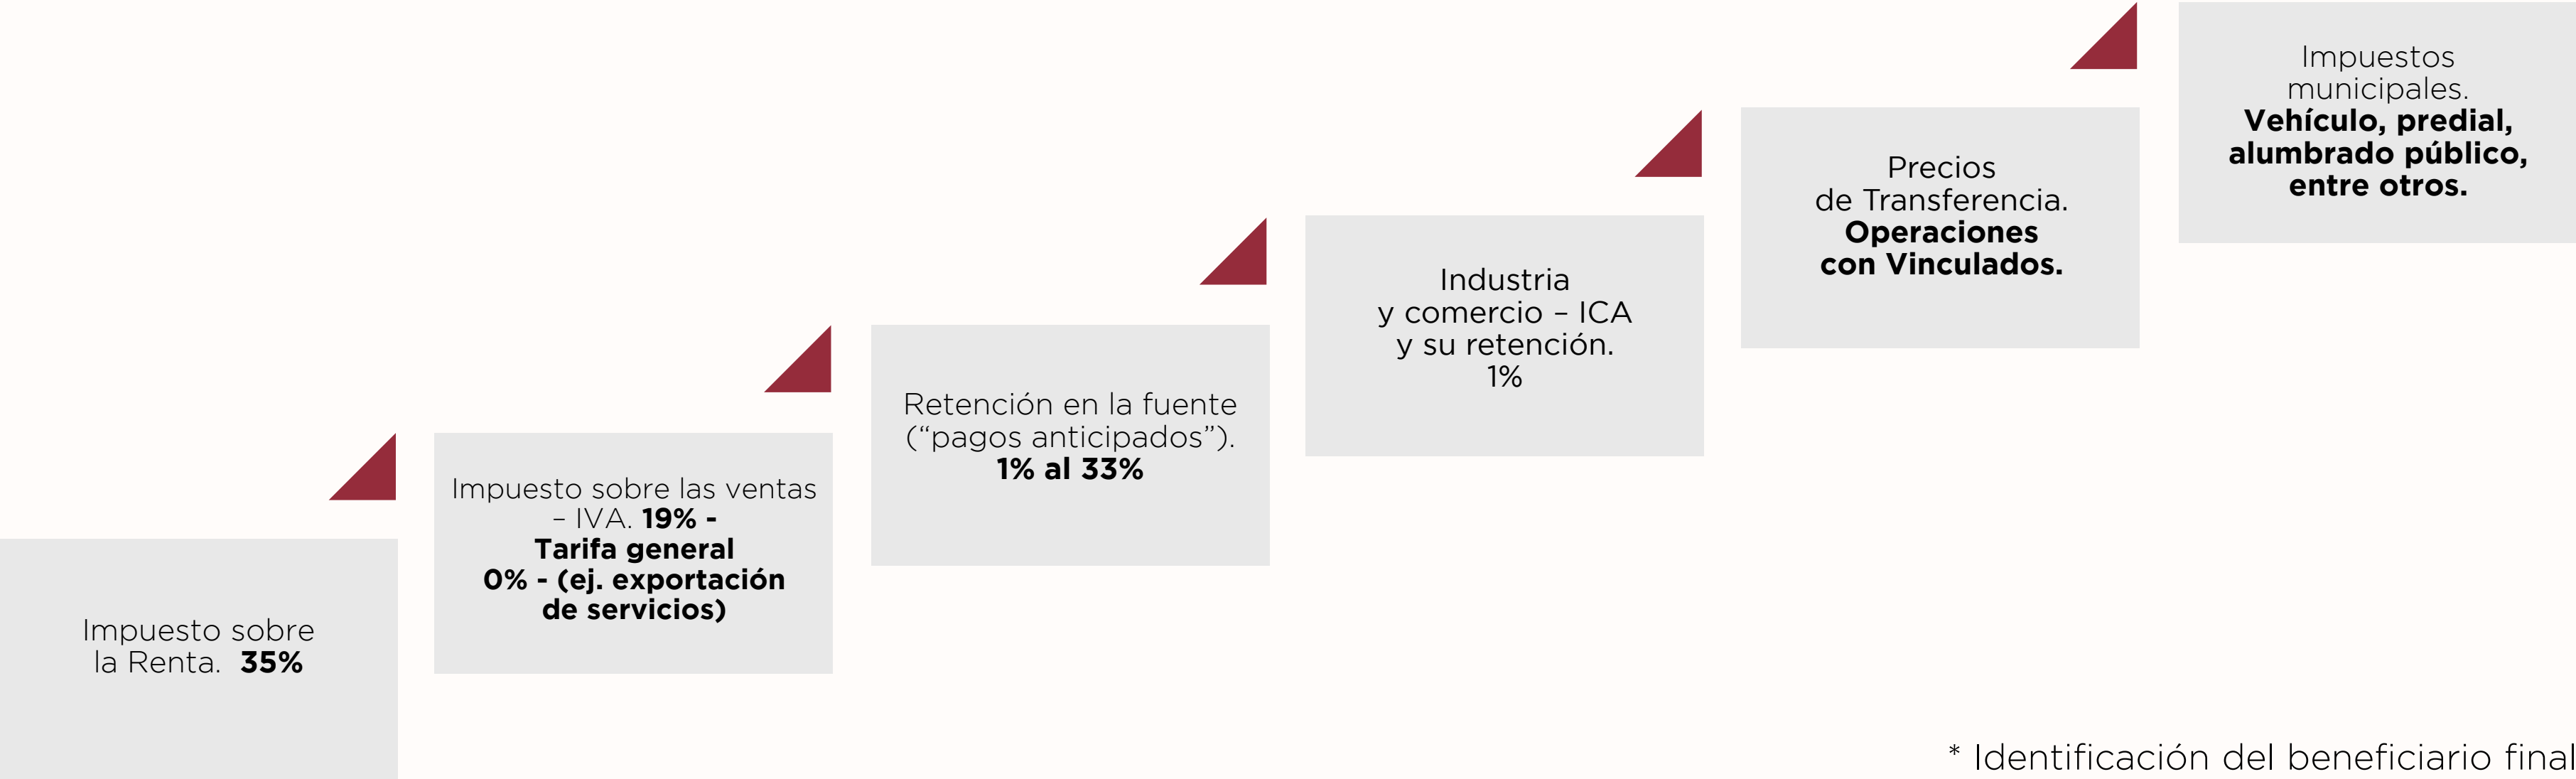 Impuesto sobre
la Renta. 35%
Impuesto sobre las ventas
– IVA. 19% -
Tarifa general
0% - (ej. exportación
de servicios)
Retención en la fuente
(“pagos anticipados”).
1% al 33%
Industria
y comercio – ICA
y su retención.
1%
Precios
de Transferencia.
Operaciones
con Vinculados.
Impuestos
municipales.
Vehículo, predial,
alumbrado público,
entre otros.
* Identificación del beneficiario final